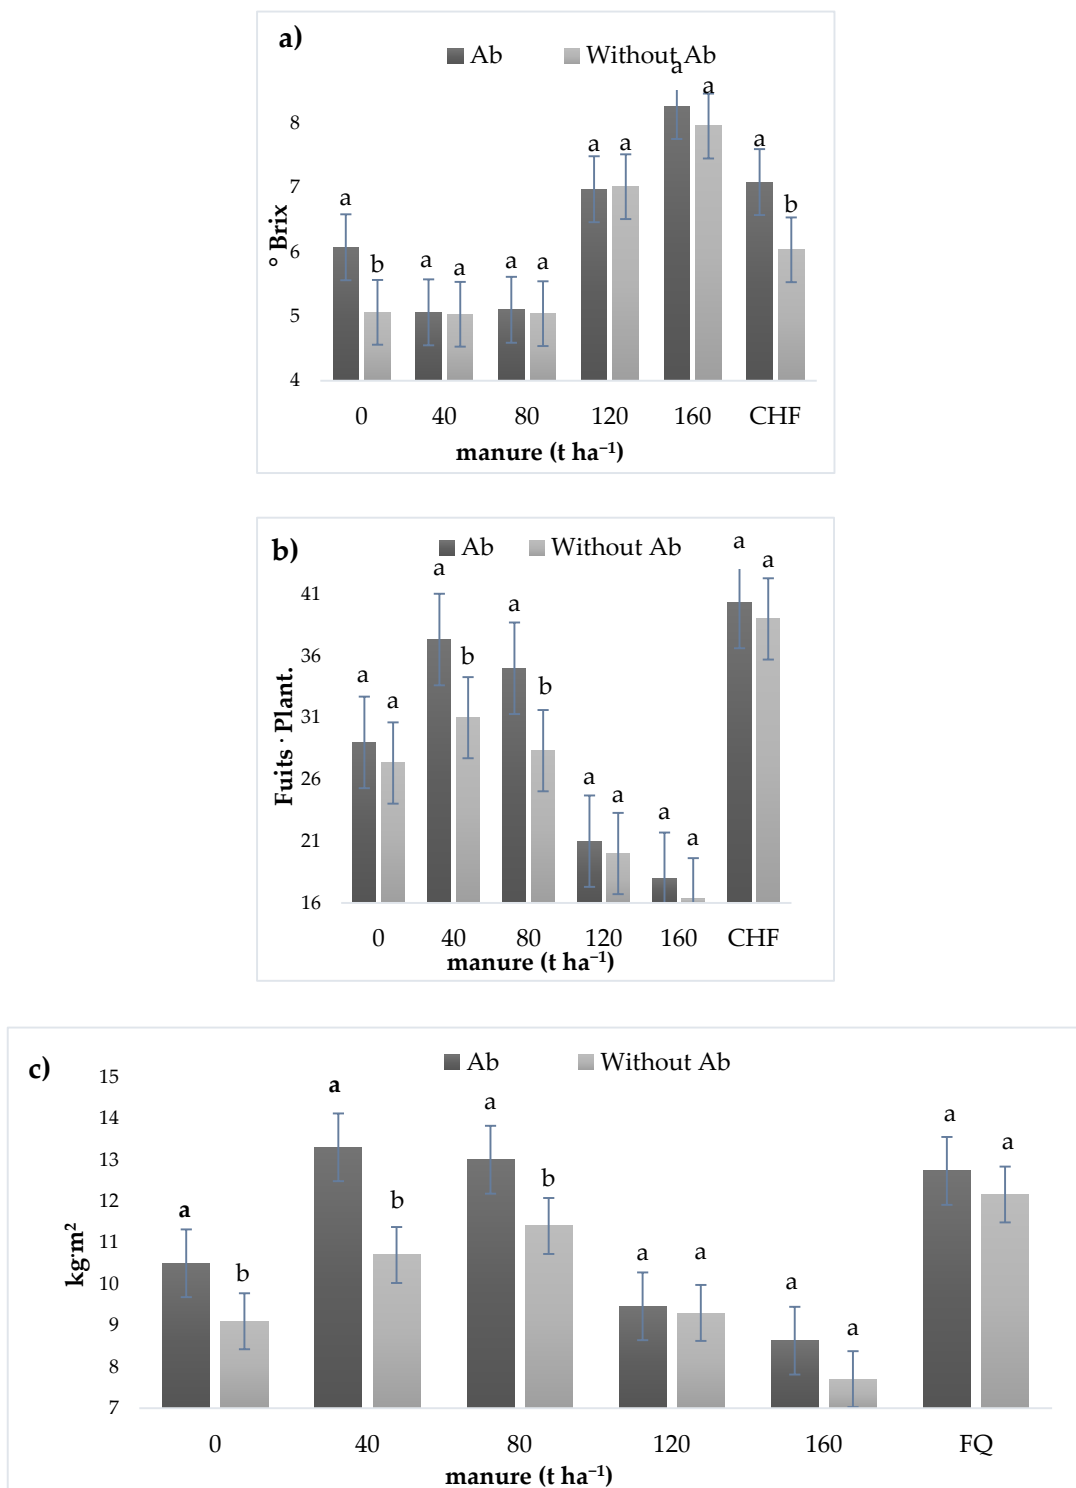 a)
Ab Without Ab
a a
8
a a a
7
a b
6
b a a a a
5
4
° Brix
0 40 80 120 160 CHF
manure (t ha⁻¹)
b)
Ab Without Ab
a a
a
41
a
36
b b
a a
31
26
a a a a
21
16
Fuits · Plant.
0 40 80 120 160 CHF
manure (t ha⁻¹)
c)
Ab Without Ab
15
a a a a
14
13
b b
12
a
11
b a a
10
9
a a
8
7
kg·m²
0 40 80 120 160 FQ
manure (t ha⁻¹)